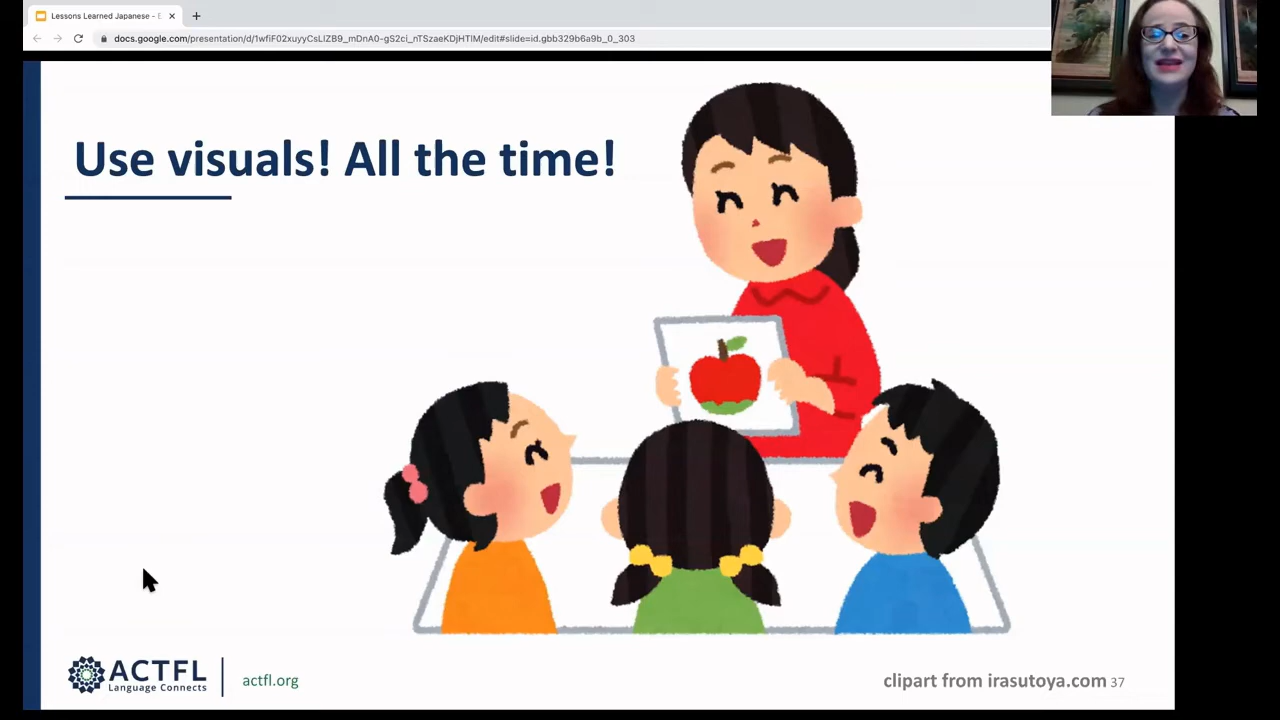 Lessons Learned Japanese - E
docs.google.com/presentation/d/1wfiF02xuyyCsLIZB9_mDnA0-gS2ci_nTSzaeKDjHTlM/edit#slide=id.gbb329b6a9b_0_303
Use visuals! All the time!
ACTFL
Language Connects
actfl.org
clipart from irasutoya.com 37